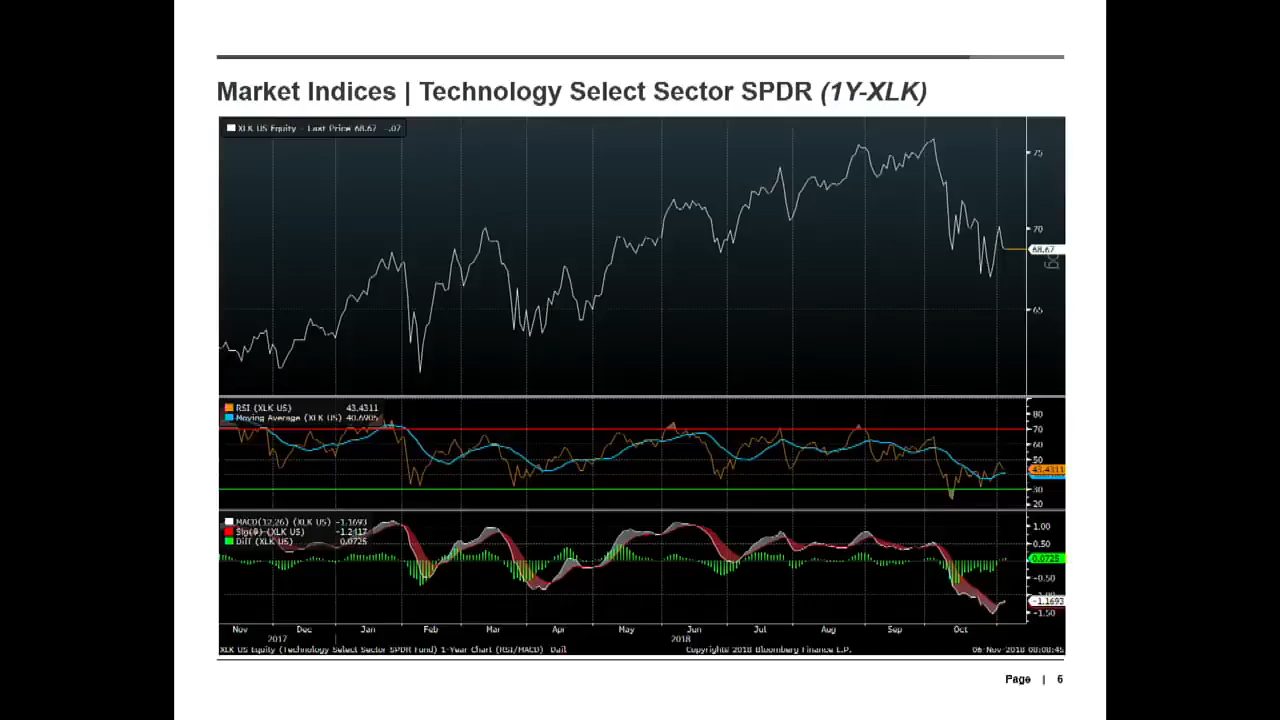 Market Indices | Technology Select Sector SPDR (1Y-XLK)
XLK US Equity - Last Price 68.67 -.07
75
70
68.67
65
RSI (XLK US) 43.4311
Moving Average (XLK US) 40.6905
80
70
60
50
43.4311
30
20
MACD(12,26) (XLK US) -1.1693
Sig(9) (XLK US) -1.2417
Diff (XLK US) 0.0725
1.00
0.50
0.0725
-0.50
-1.00
-1.1693
-1.50
Nov Dec Jan Feb Mar Apr May Jun Jul Aug Sep Oct
2017 2018
XLK US Equity (Technology Select Sector SPDR Fund) 1-Year Chart (RSI/MACD) Dail Copyright© 2018 Bloomberg Finance L.P. 06-Nov-2018 08:08:45
Page | 6